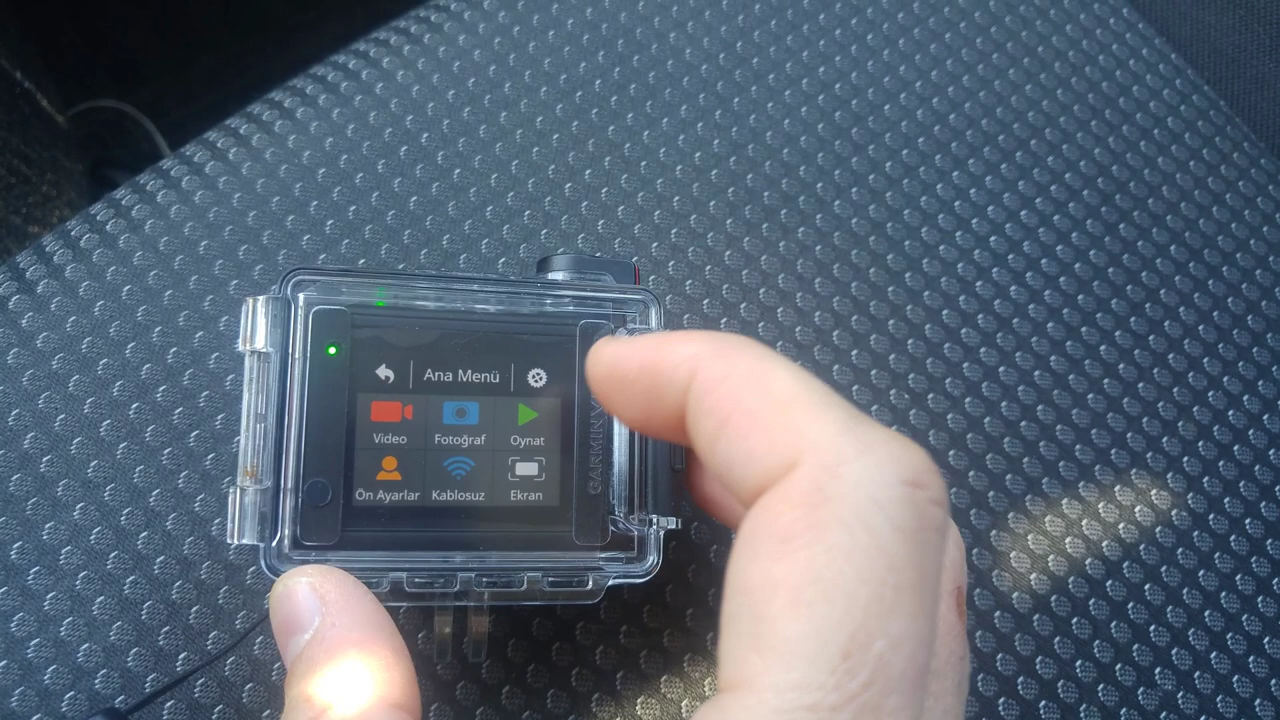 Ana Menü
Video
Fotoğraf
Oynat
Ön Ayarlar
Kablosuz
Ekran
GARMIN